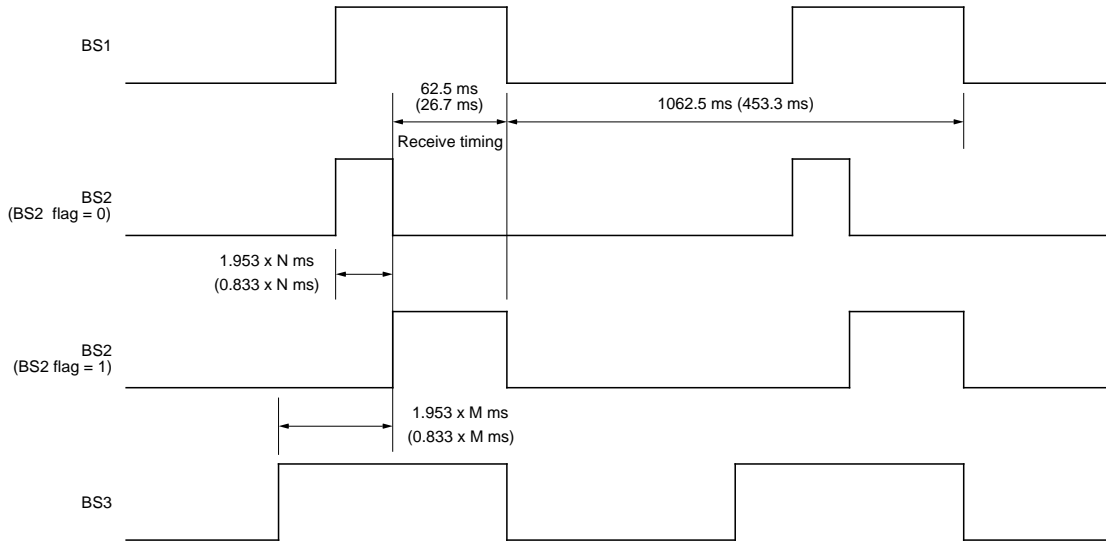 BS1
62.5 ms
(26.7 ms)
1062.5 ms (453.3 ms)
Receive timing
BS2
(BS2 flag = 0)
1.953 x N ms
(0.833 x N ms)
BS2
(BS2 flag = 1)
1.953 x M ms
(0.833 x M ms)
BS3